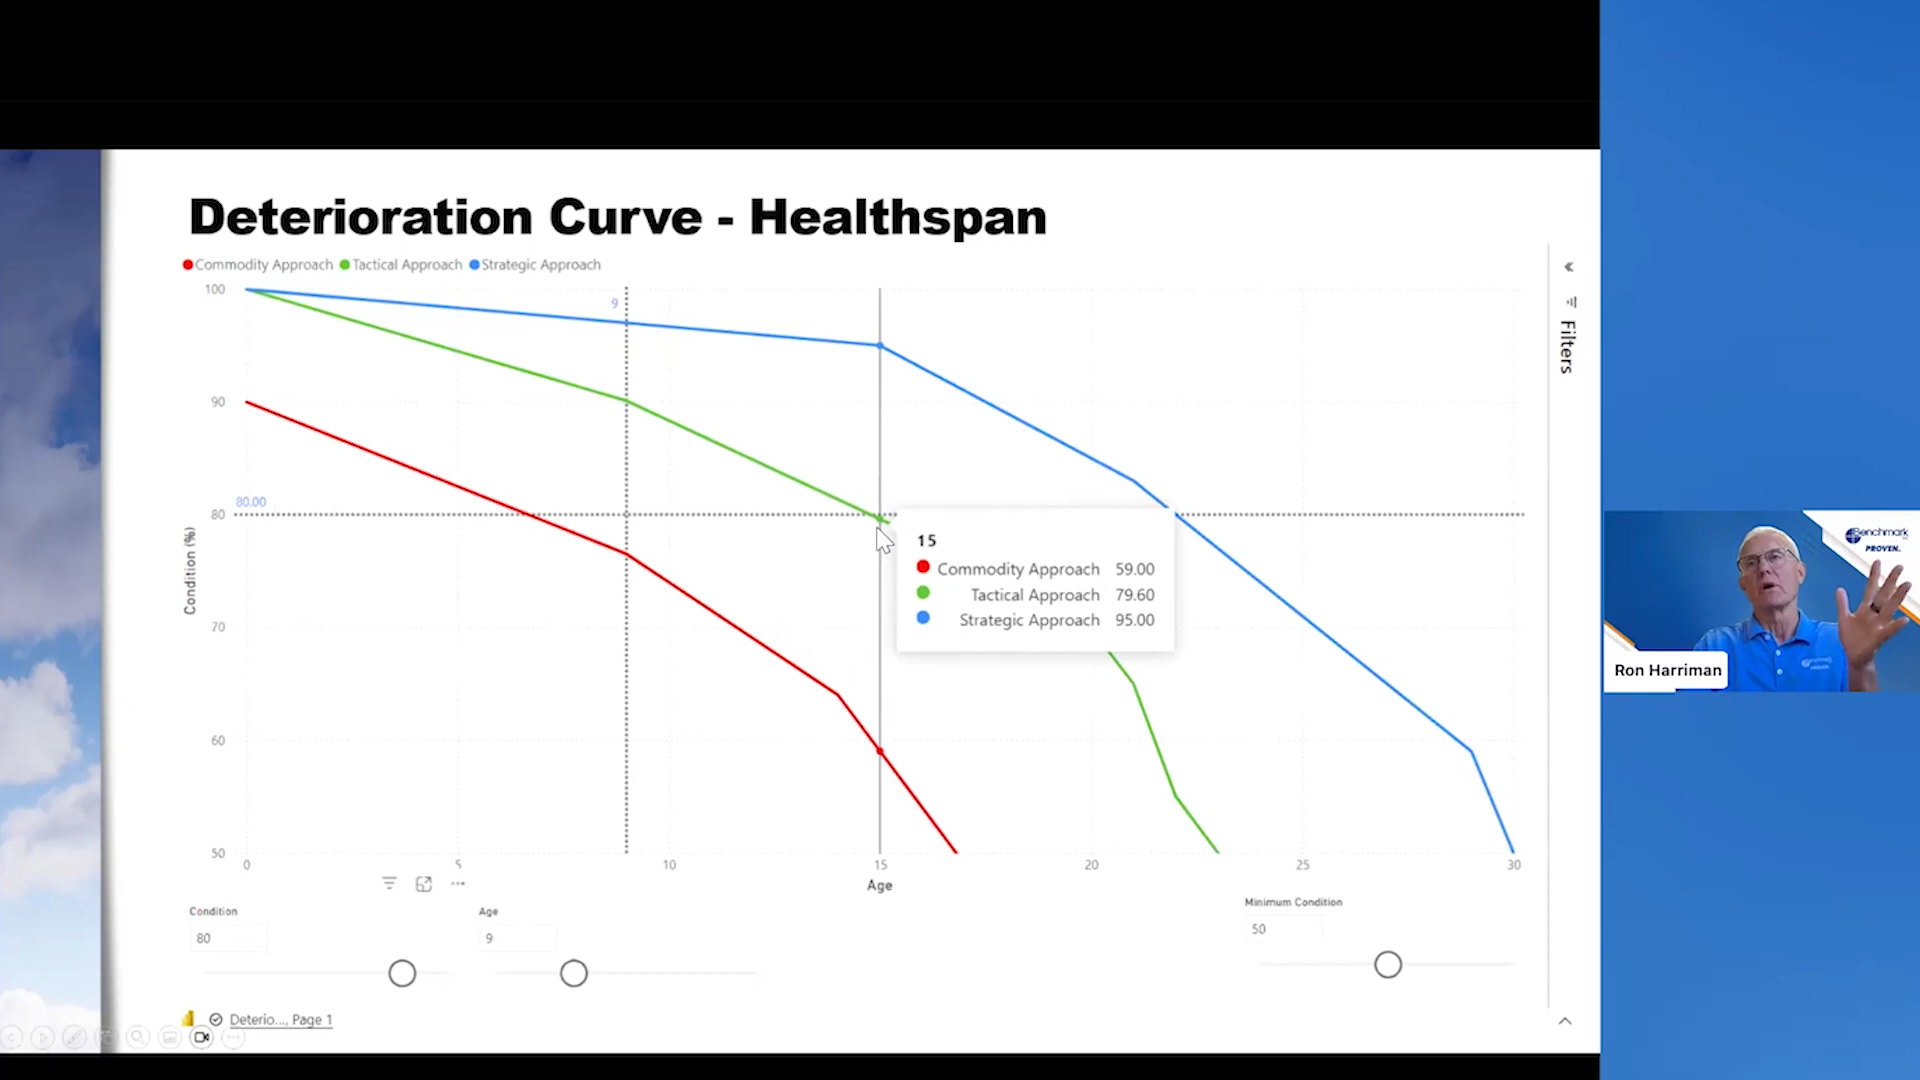 Deterioration Curve - Healthspan
Commodity Approach Tactical Approach Strategic Approach
100
90
80
70
60
50
Condition (%)
80.00
9
15
Commodity Approach 59.00
Tactical Approach 79.60
Strategic Approach 95.00
0 5 10 15 20 25 30
Age
Filters
Condition
80
Age
9
Minimum Condition
50
Deterio..., Page 1
Benchmark
PROVEN.
Ron Harriman